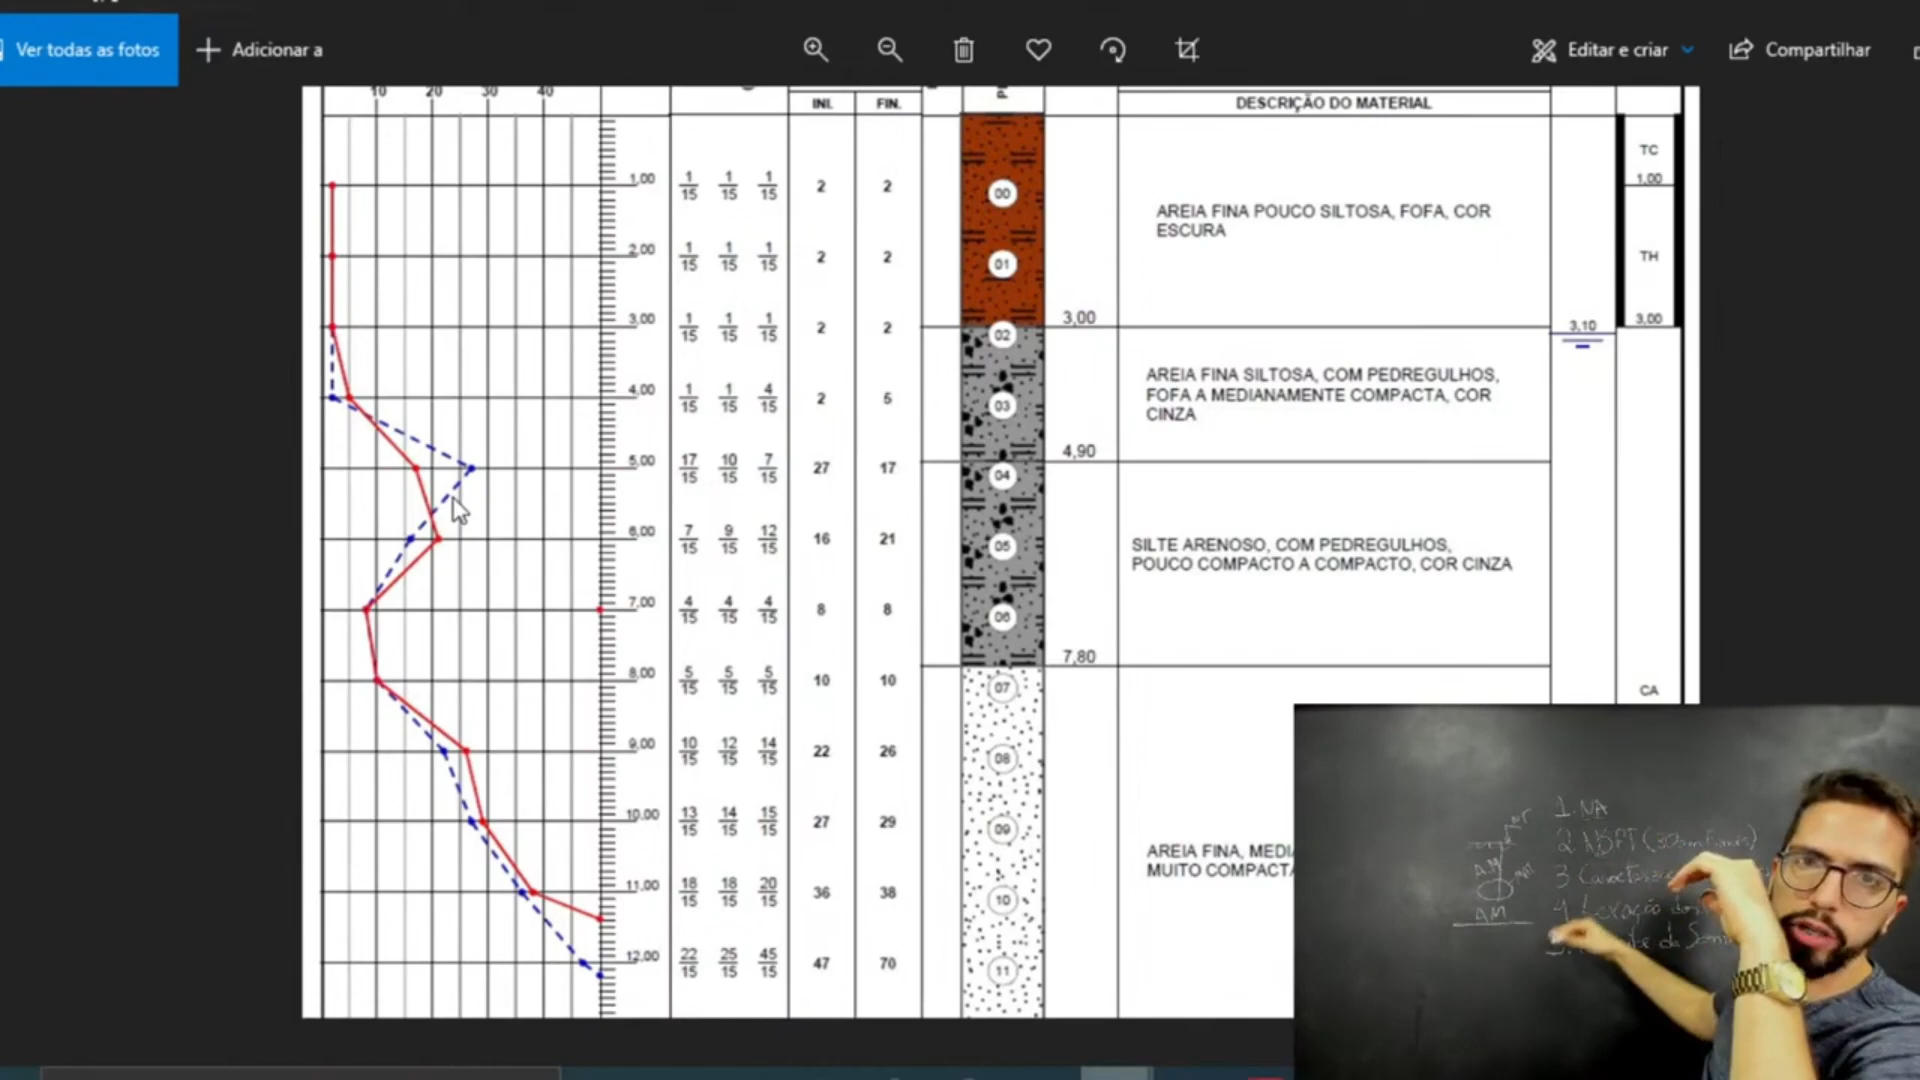 Ver todas as fotos
Adicionar a
Editar e criar
Compartilhar
10 20 30 40
INI. FIN. DESCRIÇÃO DO MATERIAL
TC
1,00 1/15 1/15 1/15 2 2 1,00
00
AREIA FINA POUCO SILTOSA, FOFA, COR
ESCURA
2,00 1/15 1/15 1/15 2 2 01 TH
3,00 1/15 1/15 1/15 2 2 3,00 3,10 3,00
02
AREIA FINA SILTOSA, COM PEDREGULHOS,
4,00 1/15 1/15 4/15 2 5 03 FOFA A MEDIANAMENTE COMPACTA, COR
CINZA
4,90
5,00 17/15 10/15 7/15 27 17 04
6,00 7/15 9/15 12/15 16 21 05 SILTE ARENOSO, COM PEDREGULHOS,
POUCO COMPACTO A COMPACTO, COR CINZA
7,00 4/15 4/15 4/15 8 8 06
7,80
8,00 5/15 5/15 5/15 10 10 07 CA
9,00 10/15 12/15 14/15 22 26 08
10,00 13/15 14/15 15/15 27 29 09
AREIA FINA, MEDI
MUITO COMPACTA
11,00 18/15 18/15 20/15 36 38 10
12,00 22/15 25/15 45/15 47 70 11
1. NA
A.M
AM